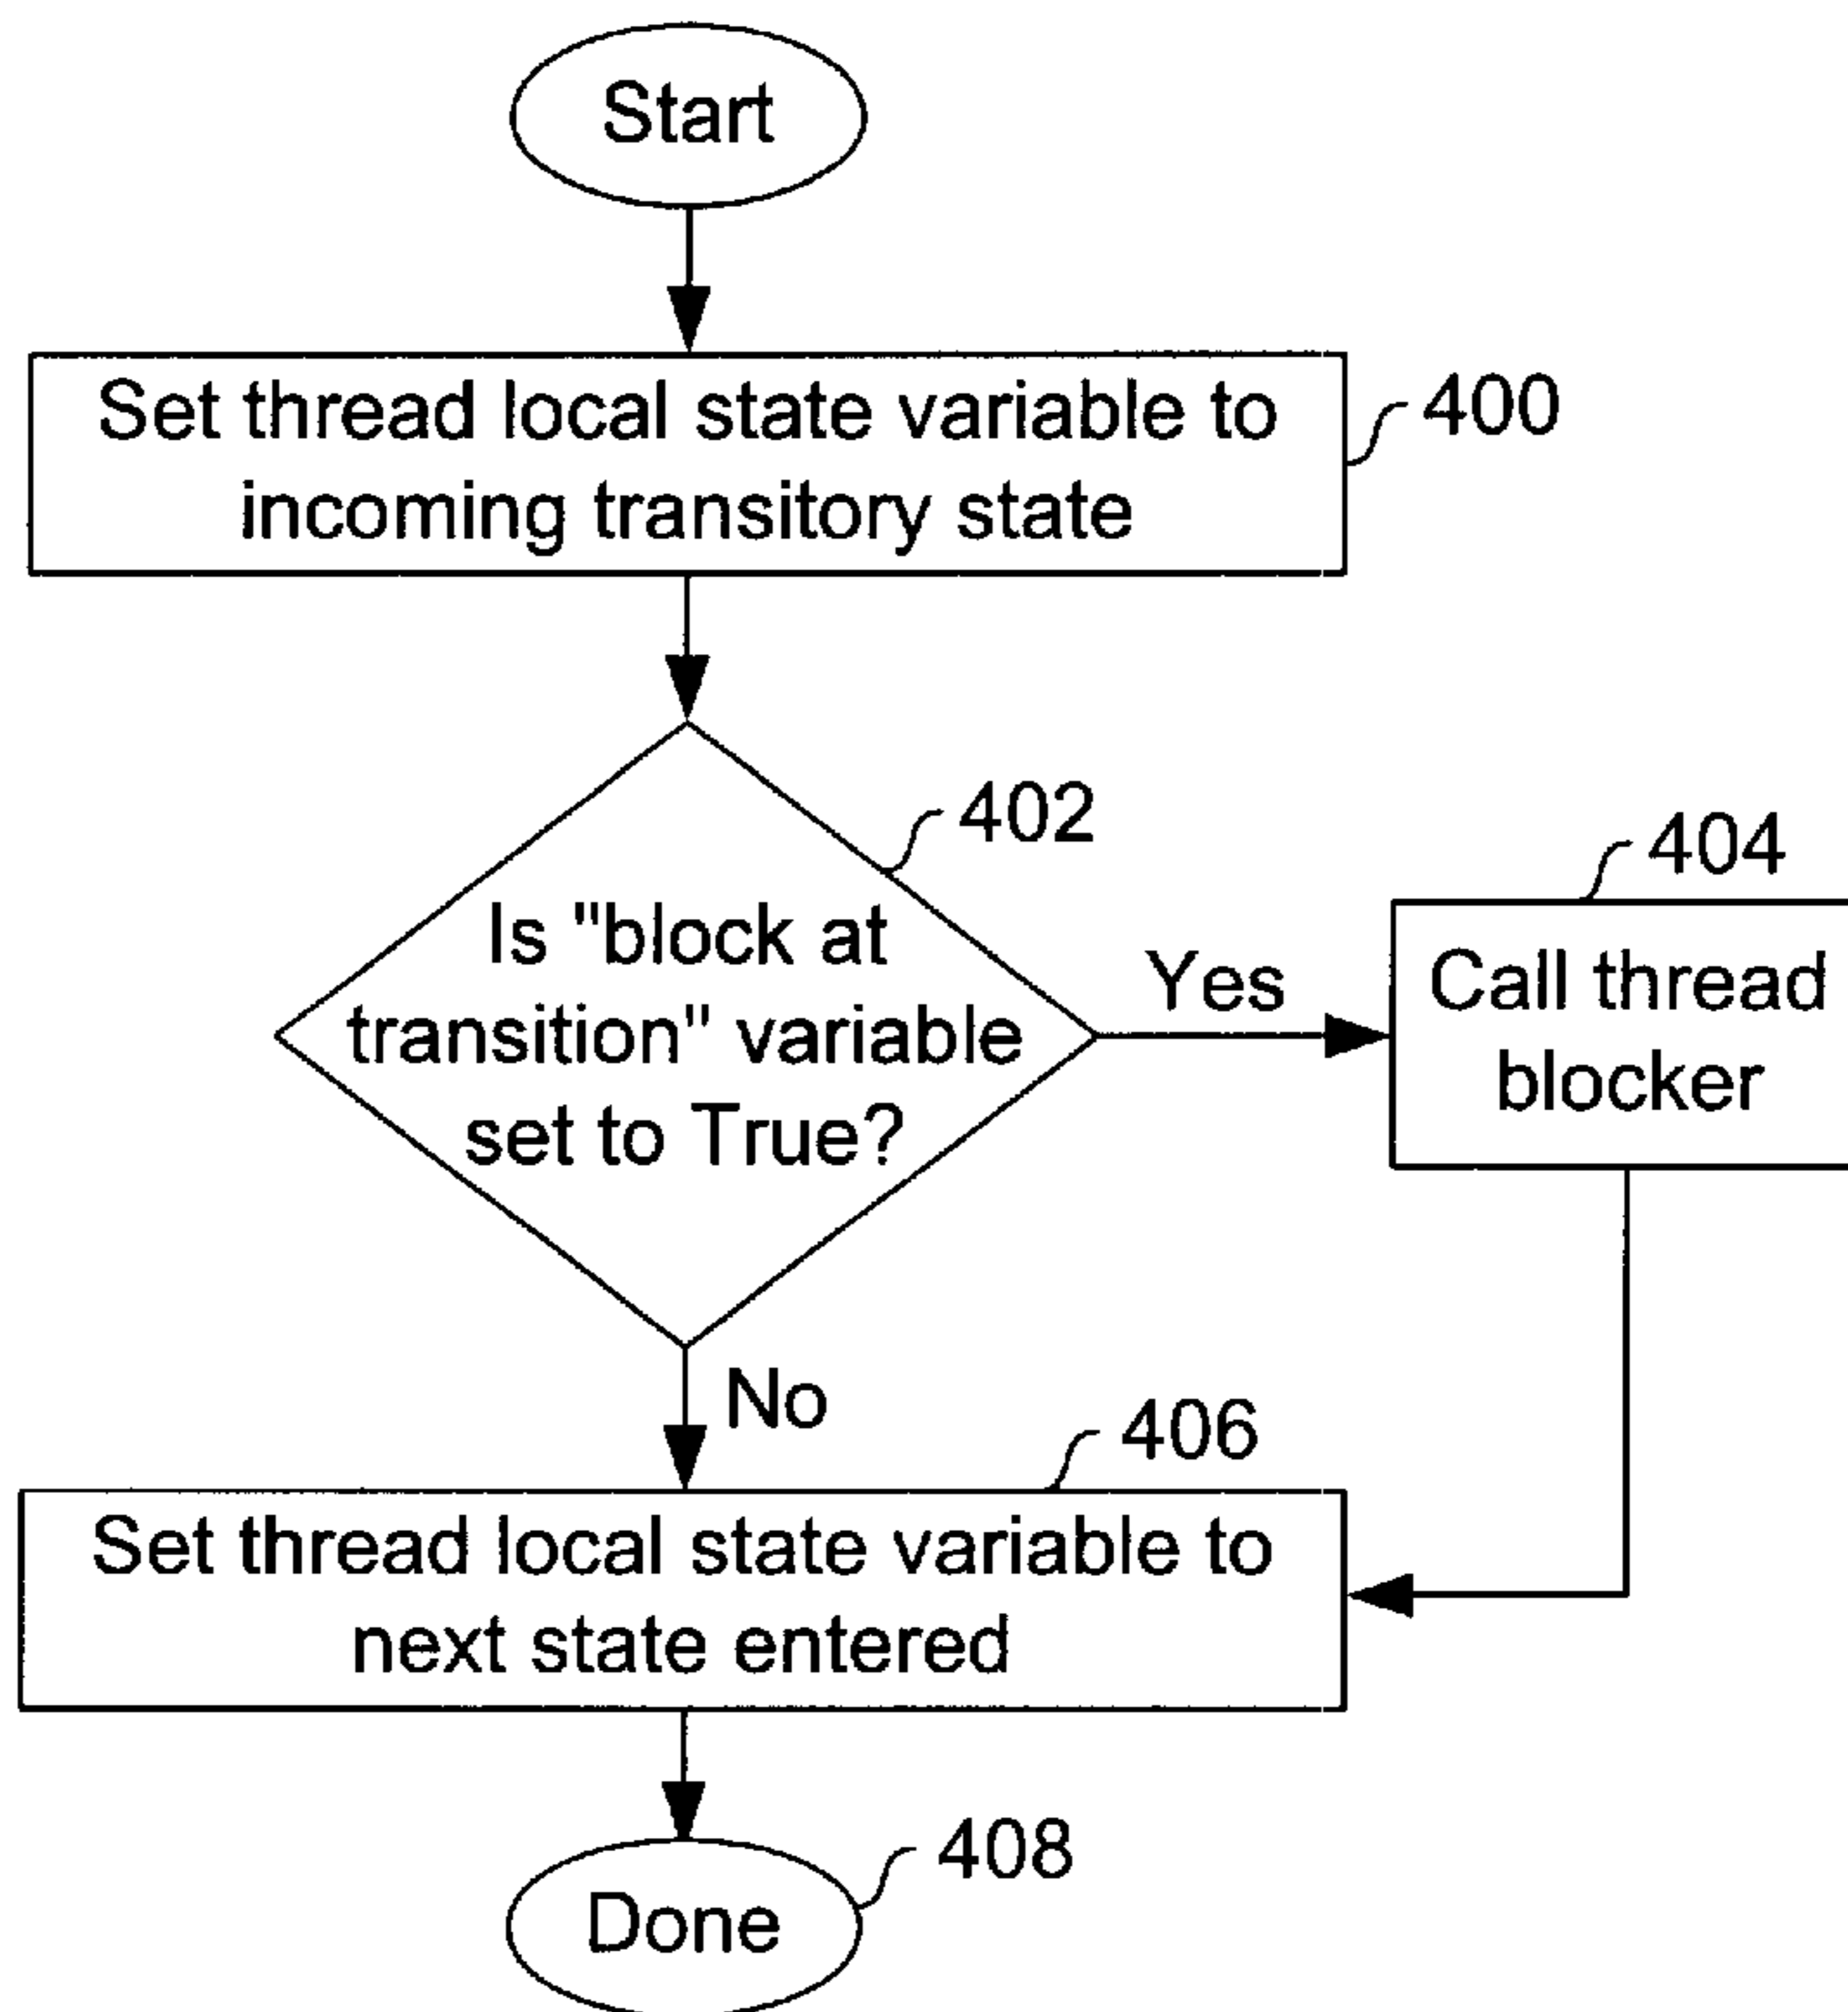 Start
Set thread local state variable to
incoming transitory state
400
402
Is "block at
transition" variable
set to True?
Yes
404
Call thread
blocker
No
406
Set thread local state variable to
next state entered
408
Done